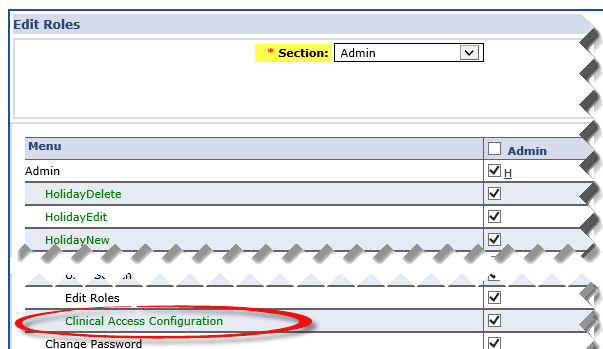 Edit Roles
* Section: Admin
Menu Admin
Admin H
HolidayDelete
HolidayEdit
HolidayNew
Edit Roles
Clinical Access Configuration
Change Password